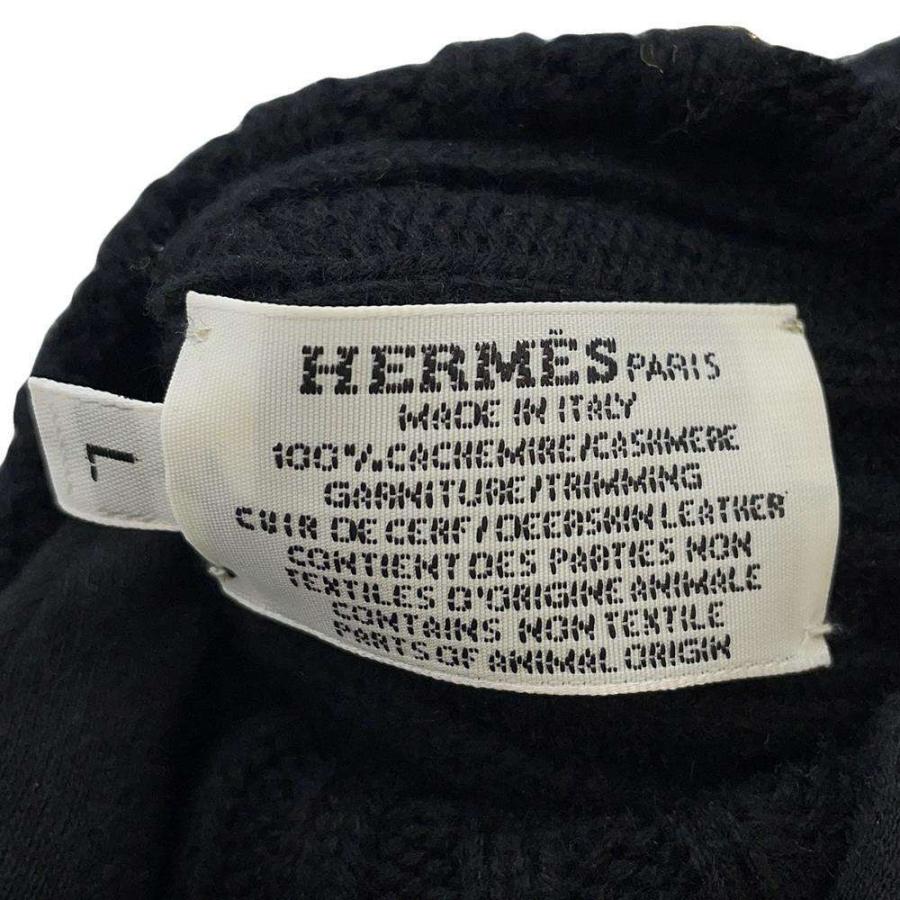 HERMÈS PARIS
MADE IN ITALY
100% CACHEMIRE/CASHMERE
GARNITURE/TRIMMING
CUIR DE CERF/DEERSKIN LEATHER
CONTIENT DES PARTIES NON
TEXTILES D'ORIGINE ANIMALE
CONTAINS NON TEXTILE
PARTS OF ANIMAL ORIGIN
L